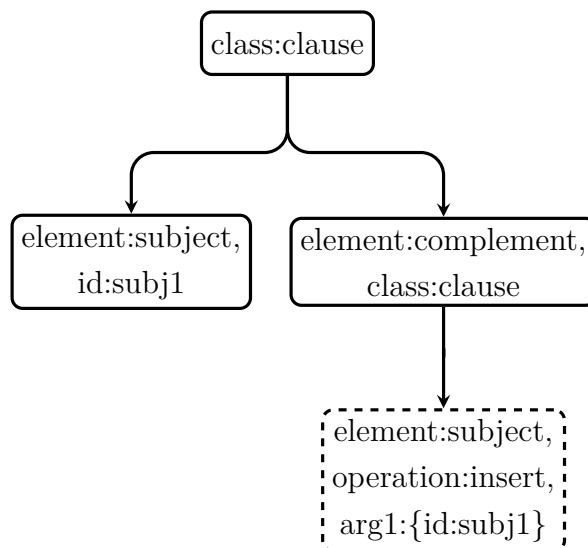 class:clause
element:subject,
id:subj1
element:complement,
class:clause
element:subject,
operation:insert,
arg1:{id:subj1}